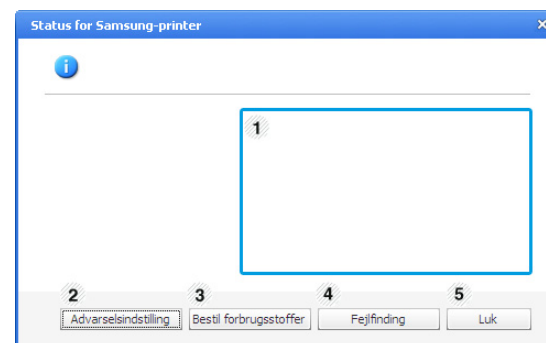 Status for Samsung-printer
1
2 3 4 5
Advarselsindstilling Bestil forbrugsstoffer Fejlfinding Luk